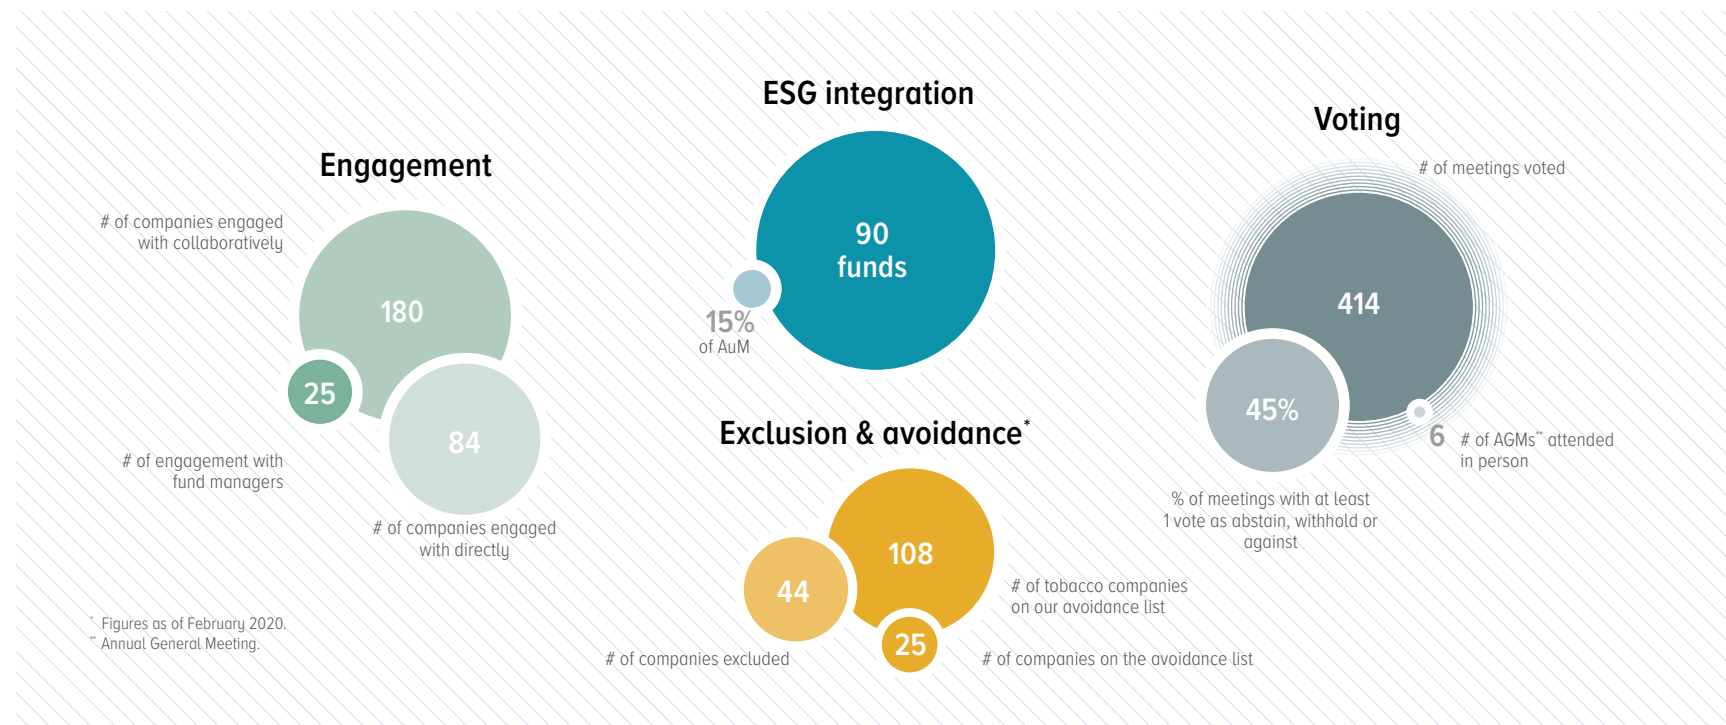 Engagement
# of companies engaged
with collaboratively
180
25
84
# of engagement with
fund managers
# of companies engaged
with directly
ESG integration
90
funds
15%
of AuM
Exclusion & avoidance*
108
44
25
# of tobacco companies
on our avoidance list
# of companies excluded
# of companies on the avoidance list
Voting
# of meetings voted
414
45%
6
# of AGMs** attended
in person
% of meetings with at least
1 vote as abstain, withhold or
against
* Figures as of February 2020.
** Annual General Meeting.